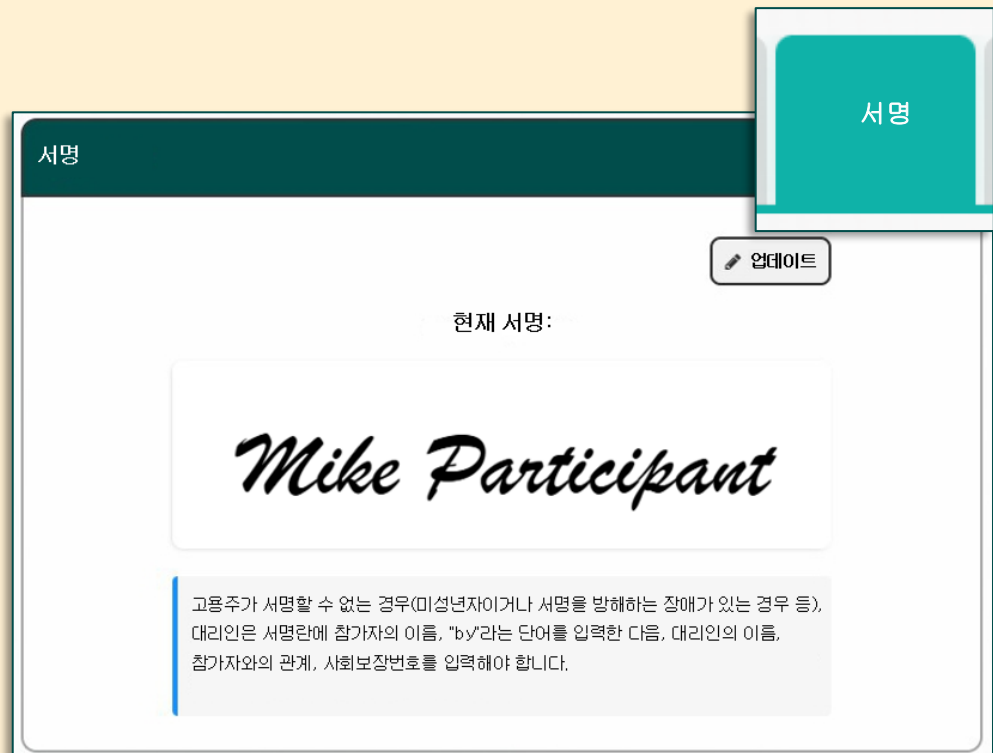 서명
서명
업데이트
현재 서명:
Mike Participant
고용주가 서명할 수 없는 경우(미성년자이거나 서명을 방해하는 장애가 있는 경우 등),
대리인은 서명란에 참가자의 이름, "by"라는 단어를 입력한 다음, 대리인의 이름,
참가자와의 관계, 사회보장번호를 입력해야 합니다.